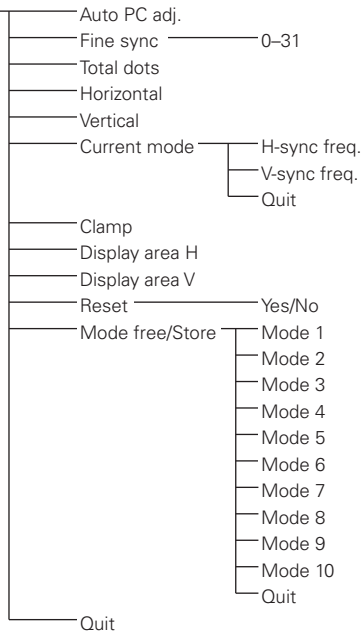 Auto PC adj.
Fine sync 0–31
Total dots
Horizontal
Vertical
Current mode H-sync freq.
V-sync freq.
Quit
Clamp
Display area H
Display area V
Reset Yes/No
Mode free/Store Mode 1
Mode 2
Mode 3
Mode 4
Mode 5
Mode 6
Mode 7
Mode 8
Mode 9
Mode 10
Quit
Quit